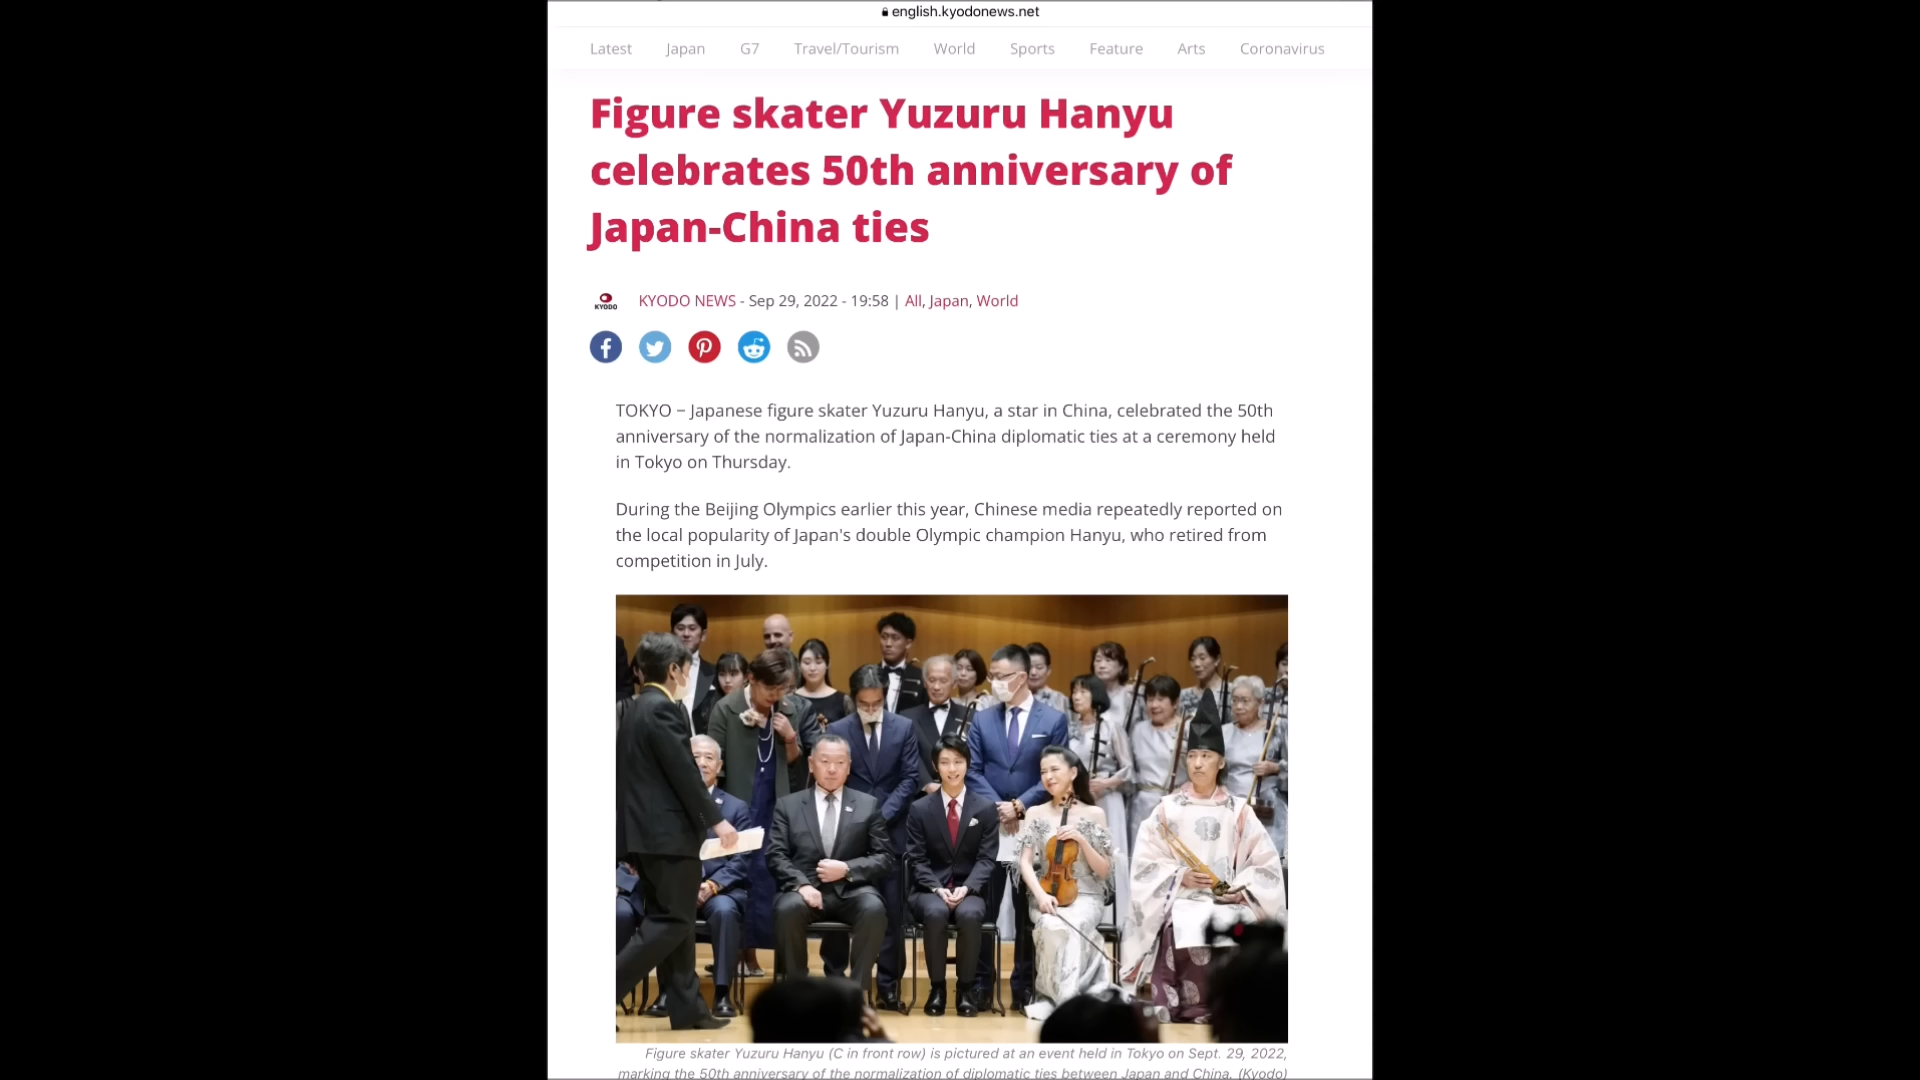 english.kyodonews.net
Latest Japan G7 Travel/Tourism World Sports Feature Arts Coronavirus
Figure skater Yuzuru Hanyu
celebrates 50th anniversary of
Japan-China ties
KYODO
KYODO NEWS - Sep 29, 2022 - 19:58 | All, Japan, World
TOKYO – Japanese figure skater Yuzuru Hanyu, a star in China, celebrated the 50th
anniversary of the normalization of Japan-China diplomatic ties at a ceremony held
in Tokyo on Thursday.
During the Beijing Olympics earlier this year, Chinese media repeatedly reported on
the local popularity of Japan's double Olympic champion Hanyu, who retired from
competition in July.
Figure skater Yuzuru Hanyu (C in front row) is pictured at an event held in Tokyo on Sept. 29, 2022,
marking the 50th anniversary of the normalization of diplomatic ties between Japan and China. (Kyodo)